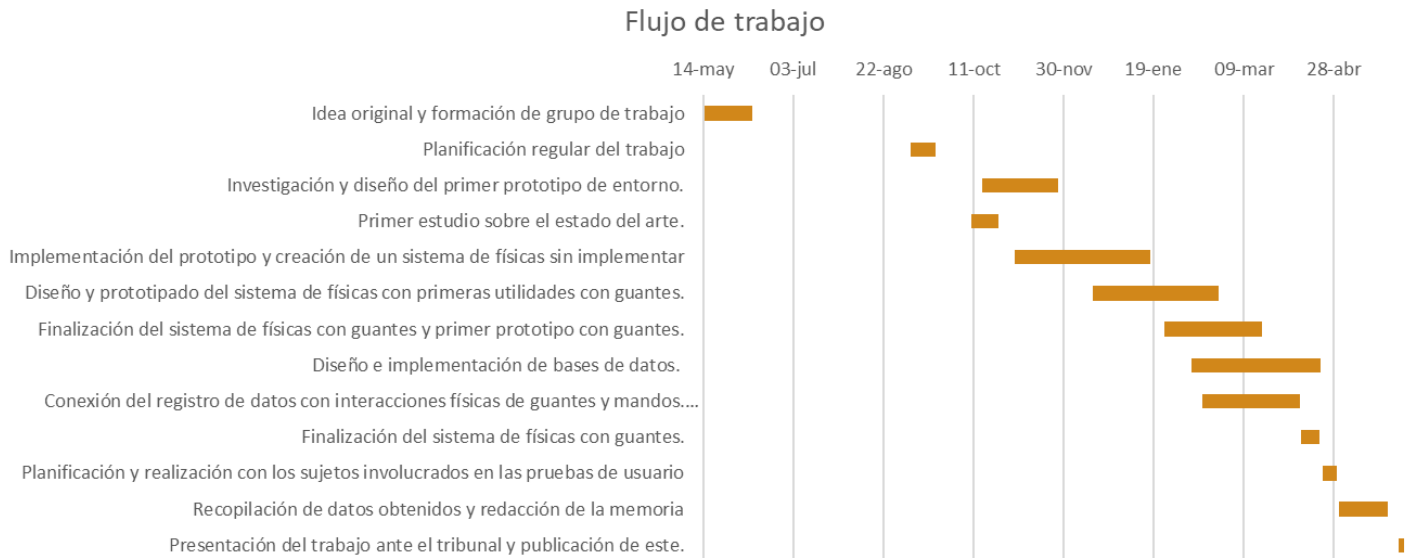 Flujo de trabajo
14-may 03-jul 22-ago 11-oct 30-nov 19-ene 09-mar 28-abr
Idea original y formación de grupo de trabajo
Planificación regular del trabajo
Investigación y diseño del primer prototipo de entorno.
Primer estudio sobre el estado del arte.
Implementación del prototipo y creación de un sistema de físicas sin implementar
Diseño y prototipado del sistema de físicas con primeras utilidades con guantes.
Finalización del sistema de físicas con guantes y primer prototipo con guantes.
Diseño e implementación de bases de datos.
Conexión del registro de datos con interacciones físicas de guantes y mandos....
Finalización del sistema de físicas con guantes.
Planificación y realización con los sujetos involucrados en las pruebas de usuario
Recopilación de datos obtenidos y redacción de la memoria
Presentación del trabajo ante el tribunal y publicación de este.